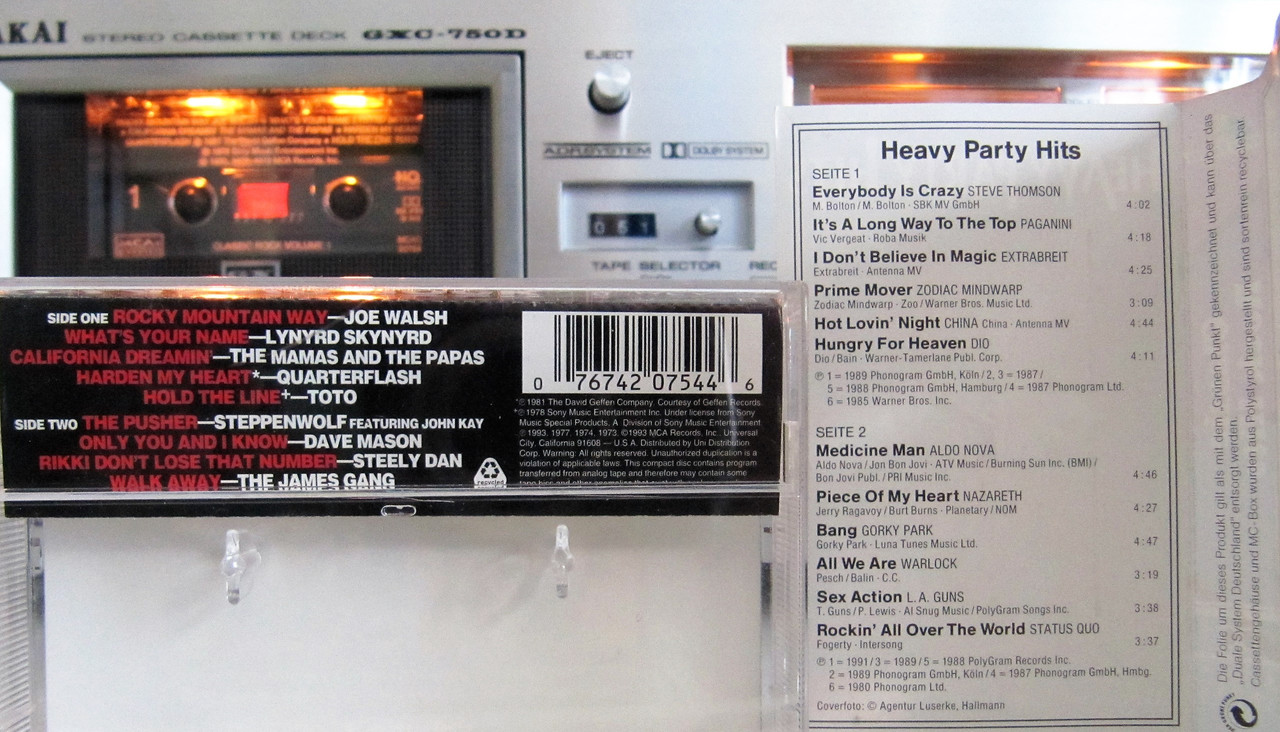 AKAI STEREO CASSETTE DECK GXC-750D
EJECT
ADR SYSTEM DOLBY SYSTEM
1
HQ
CLASSIC ROCK VOLUME 1
061
TAPE SELECTOR
REC
SIDE ONE ROCKY MOUNTAIN WAY—JOE WALSH
WHAT'S YOUR NAME—LYNYRD SKYNYRD
CALIFORNIA DREAMIN'—THE MAMAS AND THE PAPAS
HARDEN MY HEART*—QUARTERFLASH
HOLD THE LINE+—TOTO
SIDE TWO THE PUSHER—STEPPENWOLF FEATURING JOHN KAY
ONLY YOU AND I KNOW—DAVE MASON
RIKKI DON'T LOSE THAT NUMBER—STEELY DAN
WALK AWAY—THE JAMES GANG
0 76742 07544 6
℗1981 The David Geffen Company. Courtesy of Geffen Records.
℗1978 Sony Music Entertainment Inc. Under license from Sony
Music Special Products. A Division of Sony Music Entertainment
℗1993, 1977, 1974, 1973, ©1993 MCA Records, Inc. Universal
City, California 91608 — U.S.A. Distributed by Uni Distribution
Corp. Warning: All rights reserved. Unauthorized duplication is a
violation of applicable laws. This compact disc contains program
transferred from analog tape and therefore may contain some
recycled
Heavy Party Hits
SEITE 1
Everybody Is Crazy STEVE THOMSON
M. Bolton / M. Bolton · SBK MV GmbH 4:02
It's A Long Way To The Top PAGANINI
Vic Vergeat · Roba Musik 4:18
I Don't Believe In Magic EXTRABREIT
Extrabreit · Antenna MV 4:25
Prime Mover ZODIAC MINDWARP
Zodiac Mindwarp · Zoo / Warner Bros. Music Ltd. 3:09
Hot Lovin' Night CHINA China · Antenna MV 4:44
Hungry For Heaven DIO
Dio / Bain · Warner-Tamerlane Publ. Corp. 4:11
℗ 1 = 1989 Phonogram GmbH, Köln / 2, 3 = 1987 /
5 = 1988 Phonogram GmbH, Hamburg / 4 = 1987 Phonogram Ltd.
6 = 1985 Warner Bros. Inc.
SEITE 2
Medicine Man ALDO NOVA
Aldo Nova / Jon Bon Jovi · ATV Music / Burning Sun Inc. (BMI) /
Bon Jovi Publ. / PRI Music Inc. 4:46
Piece Of My Heart NAZARETH
Jerry Ragavoy / Burt Burns · Planetary / NOM 4:27
Bang GORKY PARK
Gorky Park · Luna Tunes Music Ltd. 4:47
All We Are WARLOCK
Pesch / Balin · C.C. 3:19
Sex Action L. A. GUNS
T. Guns / P. Lewis · Al Snug Music / PolyGram Songs Inc. 3:38
Rockin' All Over The World STATUS QUO
Fogerty · Intersong 3:37
℗ 1 = 1991 / 3 = 1989 / 5 = 1988 PolyGram Records Inc.
2 = 1989 Phonogram GmbH, Köln / 4 = 1987 Phonogram GmbH, Hmbg.
6 = 1980 Phonogram Ltd.
Coverfoto: © Agentur Luserke, Hallmann
Die Folie um dieses Produkt gilt als mit dem „Grünen Punkt" gekennzeichnet und kann über das
„Duale System Deutschland" entsorgt werden.
Cassettengehäuse und MC-Box wurden aus Polystyrol hergestellt und sind sortenrein recyclebar.